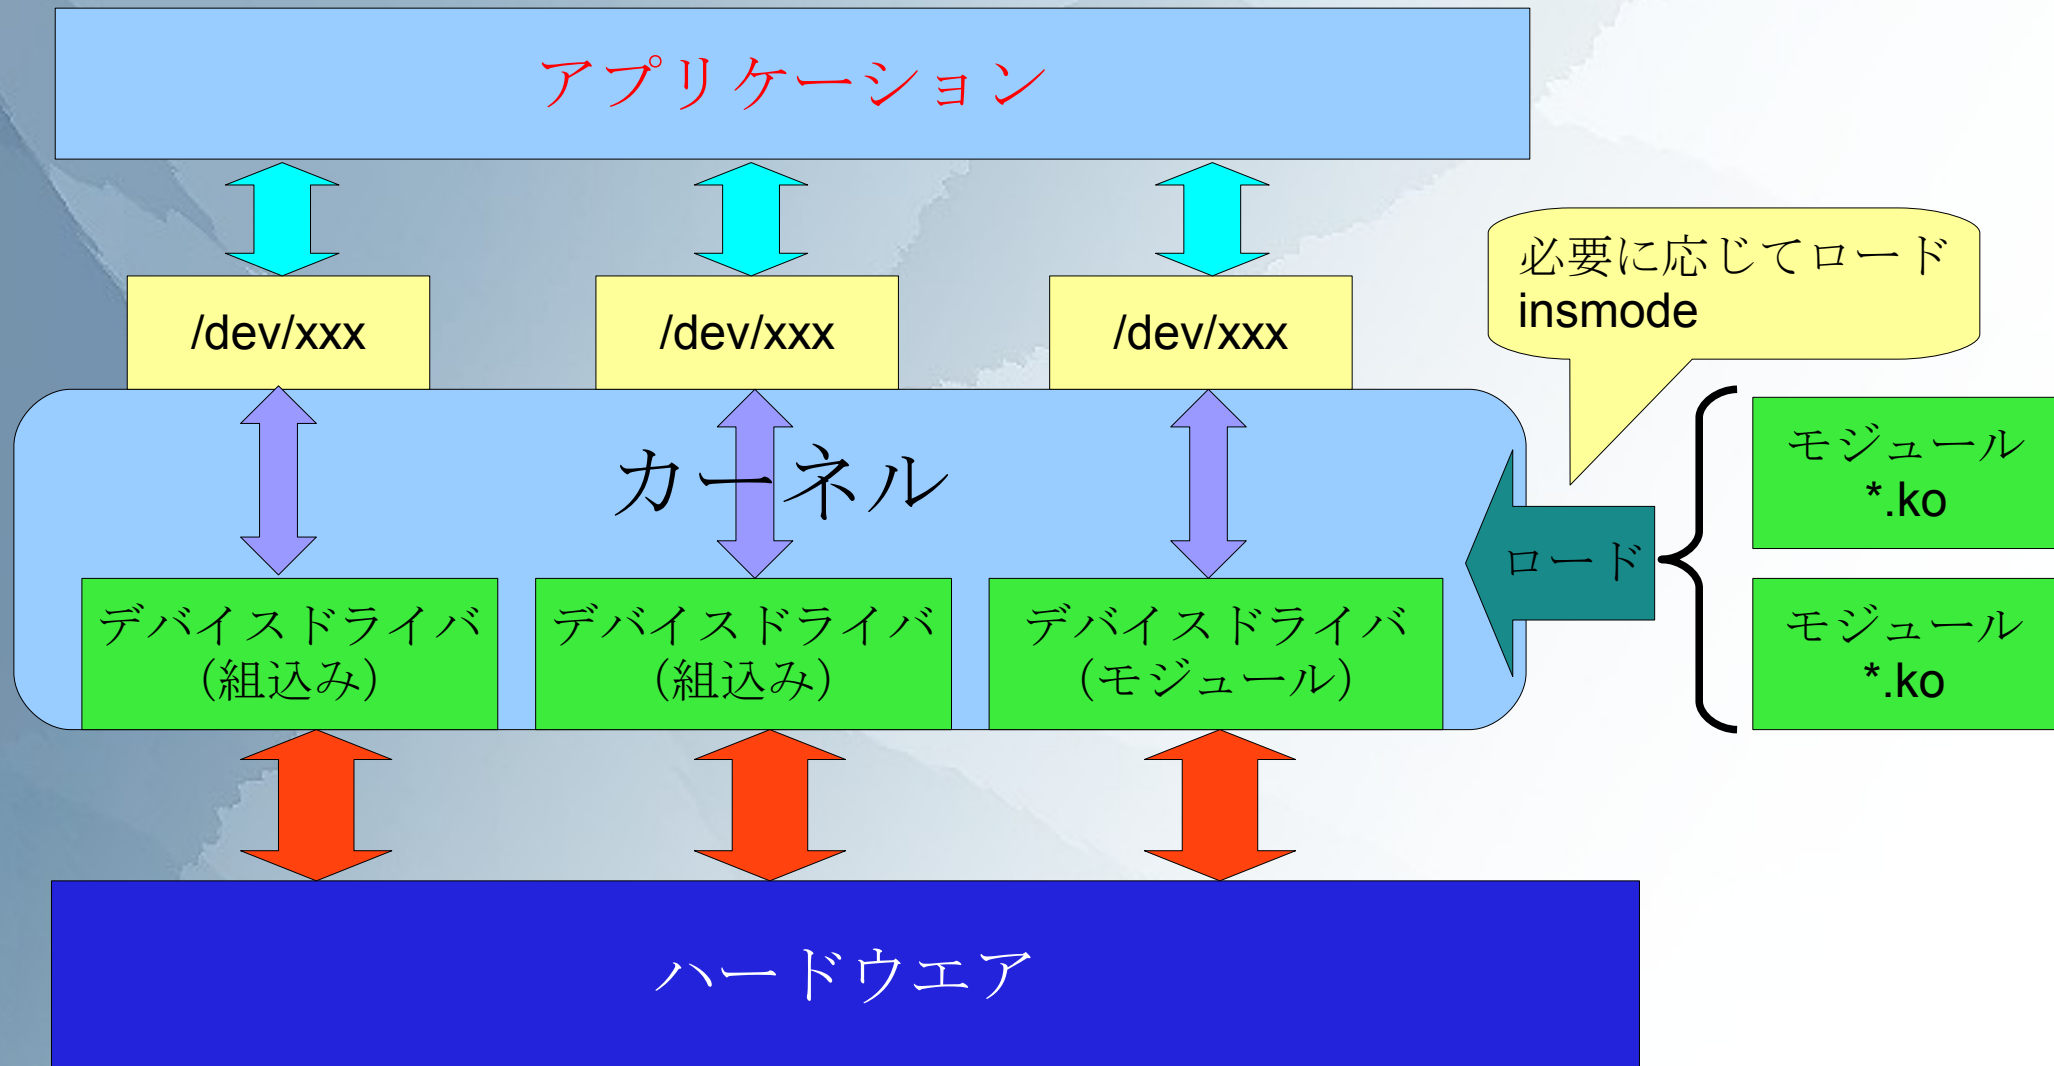 アプリケーション
/dev/xxx
/dev/xxx
/dev/xxx
必要に応じてロード
insmode
カーネル
モジュール
*.ko
ロード
デバイスドライバ
(組込み)
デバイスドライバ
(組込み)
デバイスドライバ
(モジュール)
モジュール
*.ko
ハードウエア